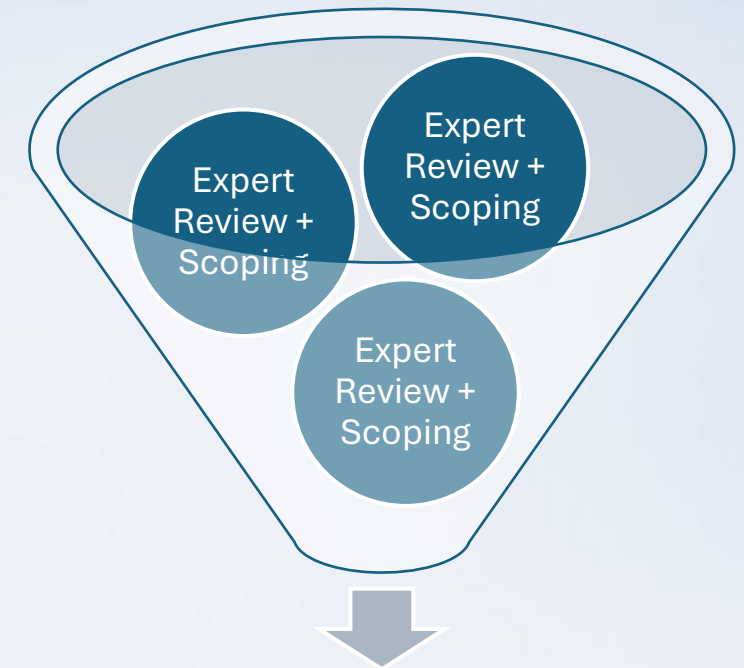 Expert
Review +
Scoping
Expert
Review +
Scoping
Expert
Review +
Scoping